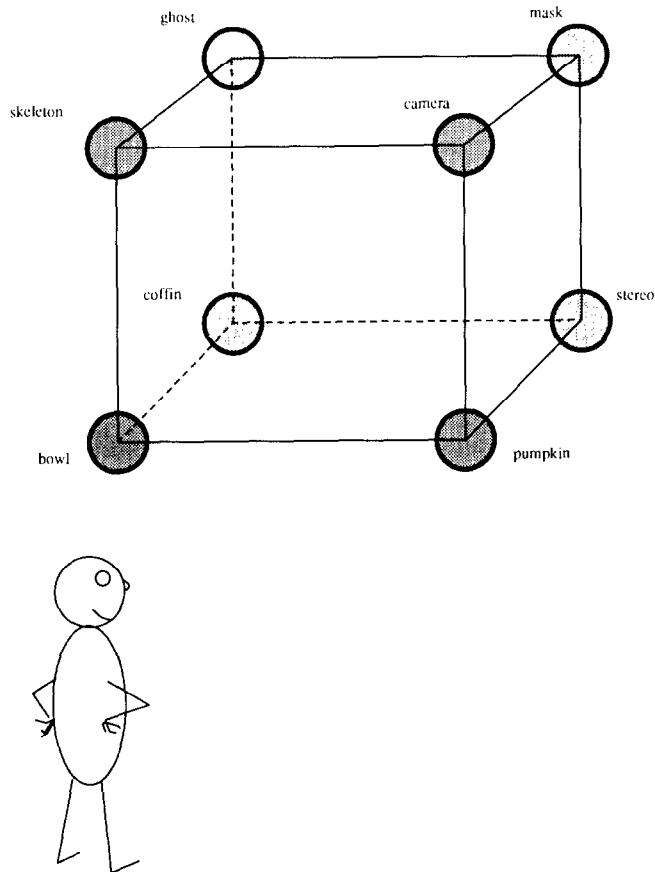 ghost
mask
skeleton
camera
coffin
stereo
bowl
pumpkin